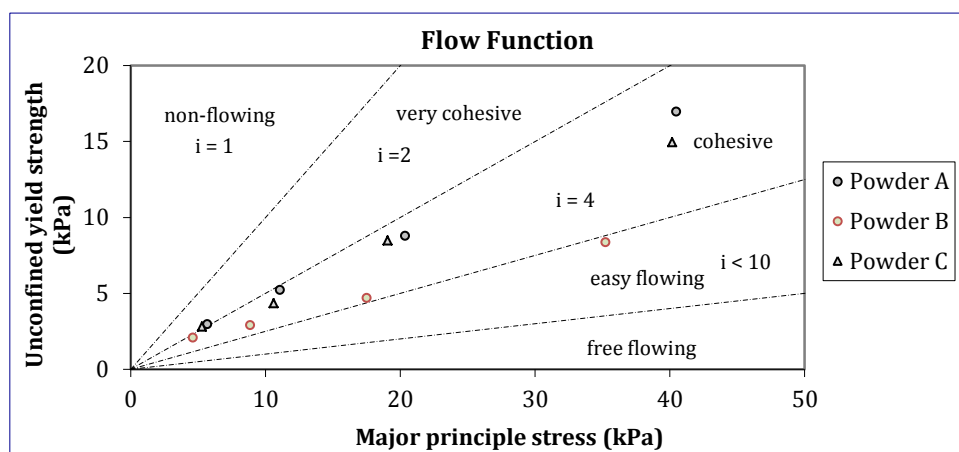 Flow Function
Unconfined yield strength
(kPa)
20
15
10
5
0
non-flowing
i = 1
very cohesive
i =2
cohesive
i = 4
i < 10
easy flowing
free flowing
0 10 20 30 40 50
Major principle stress (kPa)
Powder A
Powder B
Powder C